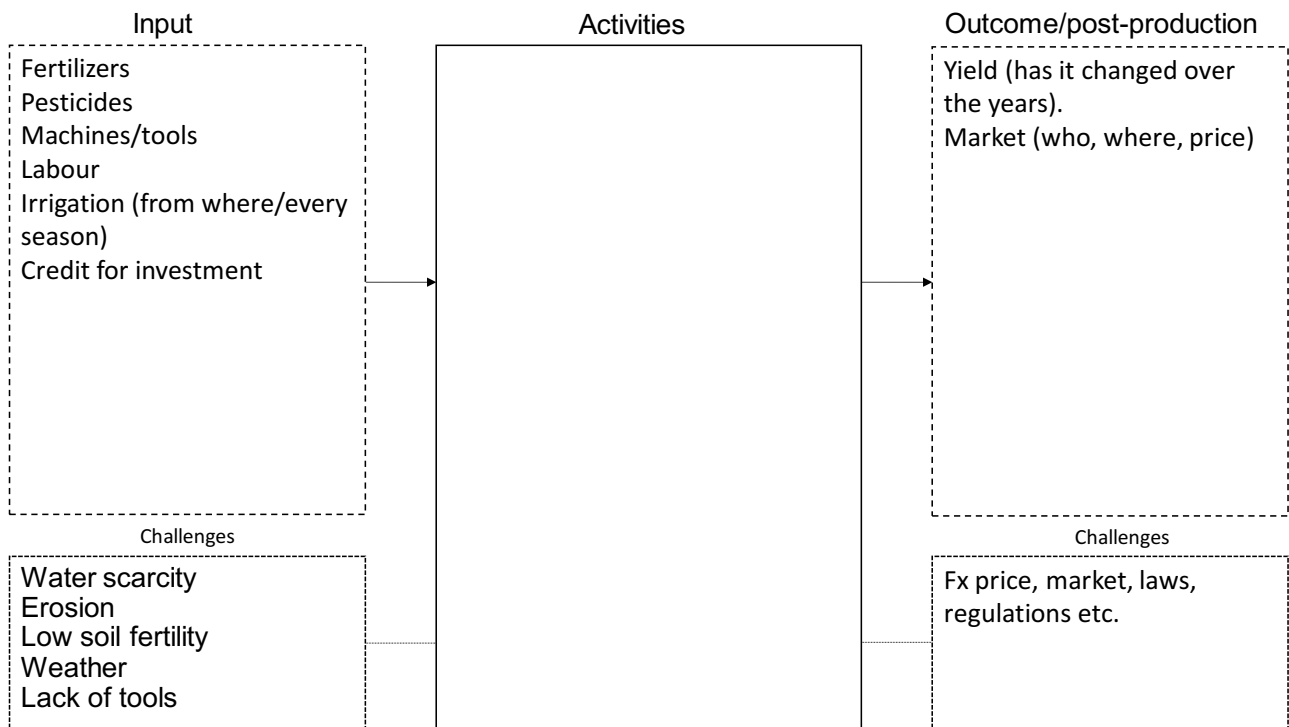 Input
Fertilizers
Pesticides
Machines/tools
Labour
Irrigation (from where/every
season)
Credit for investment
Challenges
Water scarcity
Erosion
Low soil fertility
Weather
Lack of tools
Activities
Outcome/post-production
Yield (has it changed over
the years).
Market (who, where, price)
Challenges
Fx price, market, laws,
regulations etc.